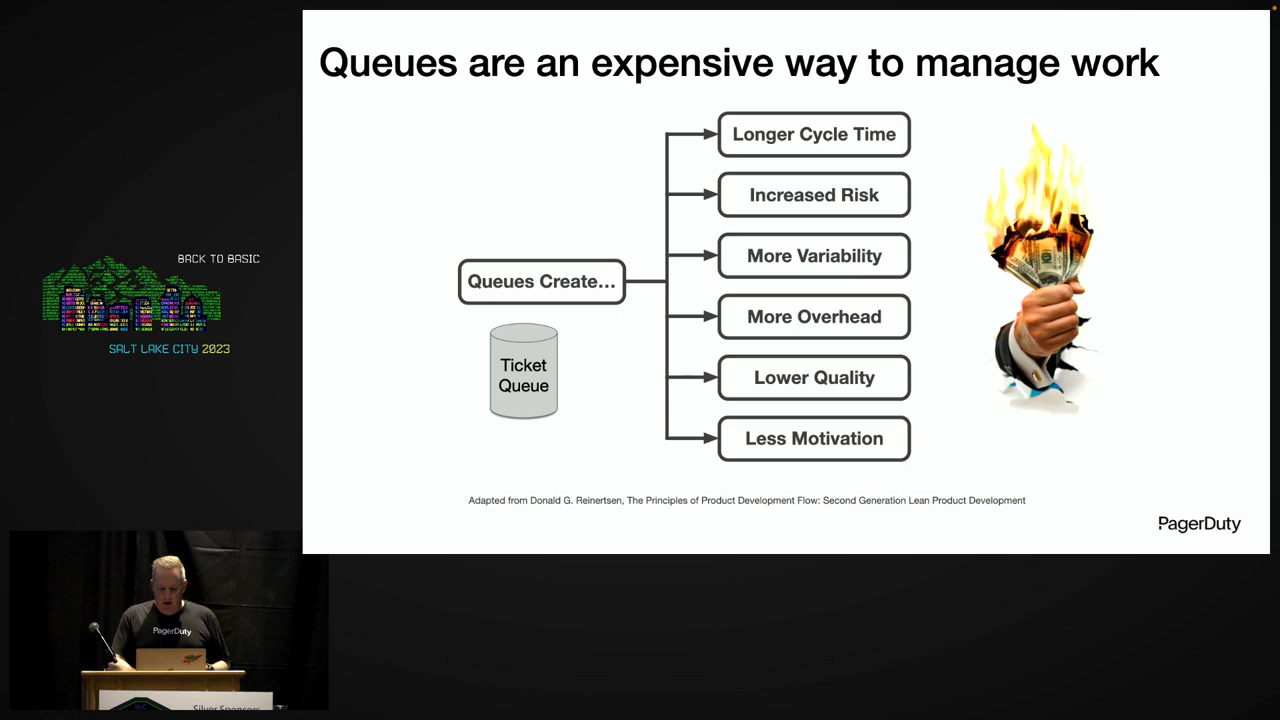 Queues are an expensive way to manage work
Longer Cycle Time
Increased Risk
More Variability
More Overhead
Lower Quality
Less Motivation
Queues Create...
Ticket
Queue
Adapted from Donald G. Reinertsen, The Principles of Product Development Flow: Second Generation Lean Product Development
PagerDuty
BACK TO BASIC
SALT LAKE CITY 2023
PagerDuty
Silver Sponsors